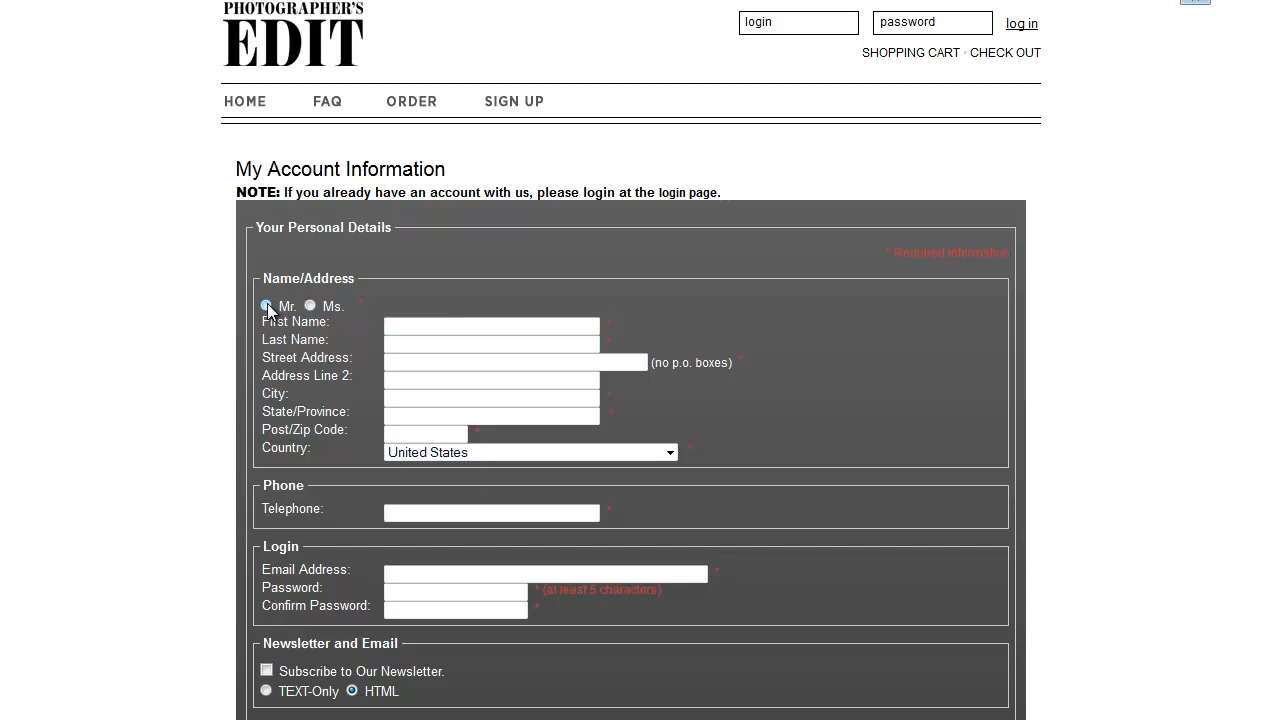 PHOTOGRAPHER'S
EDIT
login password log in
SHOPPING CART · CHECK OUT
HOME FAQ ORDER SIGN UP
My Account Information
NOTE: If you already have an account with us, please login at the login page.
Your Personal Details
* Required information
Name/Address
Mr. Ms. *
First Name: *
Last Name: *
Street Address: (no p.o. boxes) *
Address Line 2:
City: *
State/Province: *
Post/Zip Code: *
Country: United States *
Phone
Telephone: *
Login
Email Address: *
Password: * (at least 5 characters)
Confirm Password: *
Newsletter and Email
Subscribe to Our Newsletter.
TEXT-Only HTML